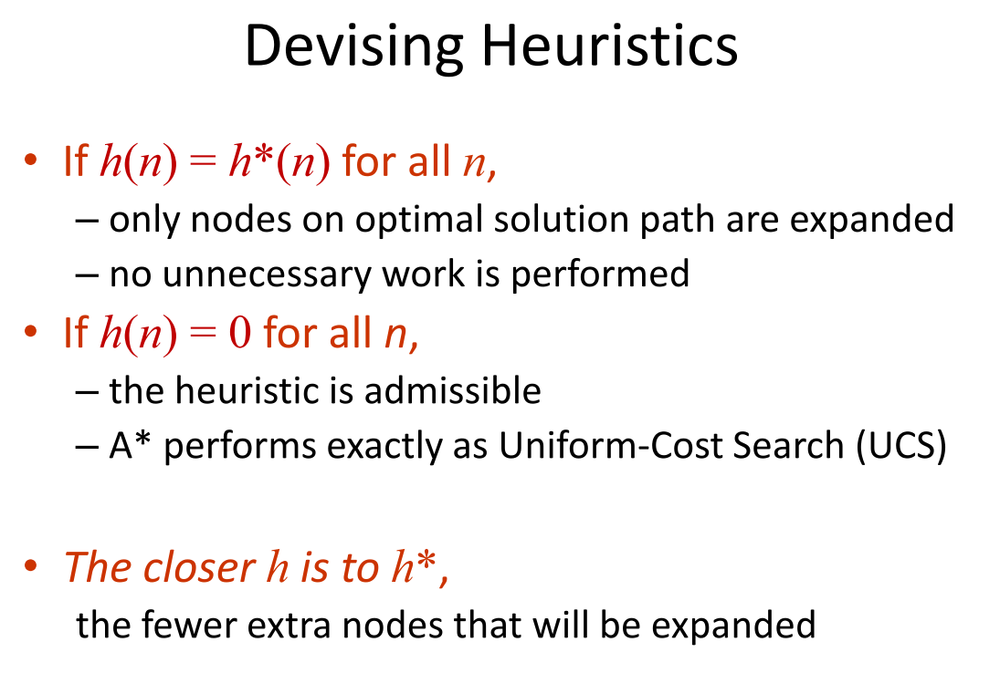 Devising Heuristics
• If h(n) = h*(n) for all n,
– only nodes on optimal solution path are expanded
– no unnecessary work is performed
• If h(n) = 0 for all n,
– the heuristic is admissible
– A* performs exactly as Uniform-Cost Search (UCS)
• The closer h is to h*,
the fewer extra nodes that will be expanded